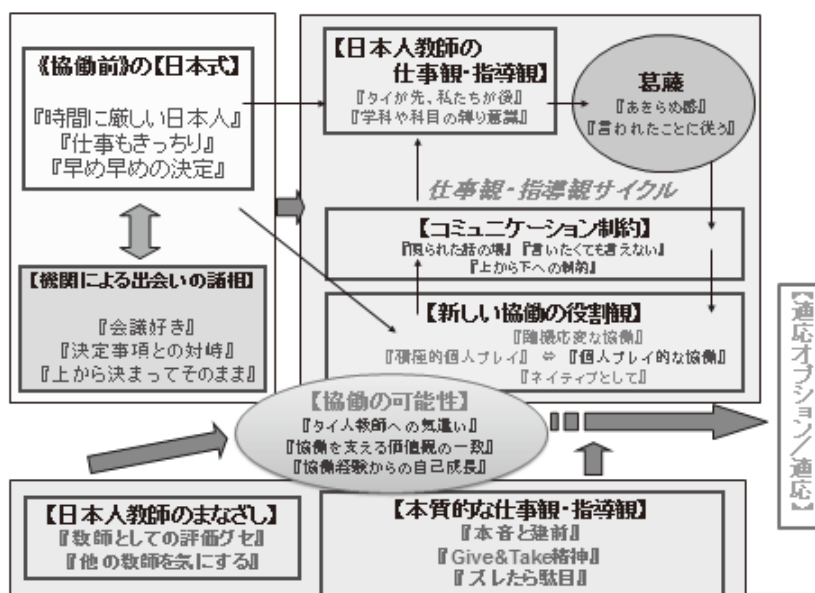 《協働前》の【日本式】
『時間に厳しい日本人』
『仕事もきっちり』
『早め早めの決定』
【機関による出会いの諸相】
『会議好き』
『決定事項との対峙』
『上から決まってそのまま』
【日本人教師の
仕事観・指導観】
『タイが先、私たちが後』
『学科や科目の縛り意識』
葛藤
『あきらめ感』
『言われたことに従う』
仕事観・指導観サイクル
【コミュニケーション制約】
『限られた話の場』『言いたくても言えない』
『上から下への制約』
【新しい協働の役割観】
『臨機応変な協働』
『積極的個人プレイ』 ⇔ 『個人プレイ的な協働』
『ネイティブとして』
【協働の可能性】
『タイ人教師への気遣い』
『協働を支える価値観の一致』
『協働経験からの自己成長』
【適応オプション／適応】
【日本人教師のまなざし】
『教師としての評価グセ』
『他の教師を気にする』
【本質的な仕事観・指導観】
『本音と建前』
『Give&Take精神』
『ズレたら駄目』